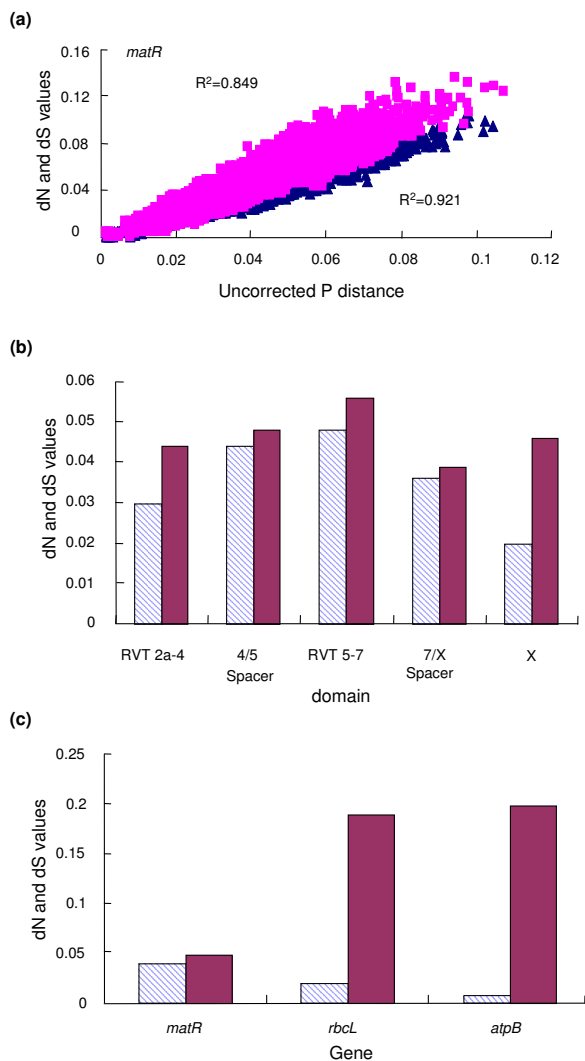 (a)
0.16
matR
R²=0.849
0.12
0.08
0.04
R²=0.921
0
dN and dS values
0 0.02 0.04 0.06 0.08 0.1 0.12
Uncorrected P distance
(b)
0.06
0.05
0.04
0.03
0.02
0.01
0
dN and dS values
RVT 2a-4 4/5 RVT 5-7 7/X X
Spacer Spacer
domain
(c)
0.25
0.2
0.15
0.1
0.05
0
dN and dS values
matR rbcL atpB
Gene